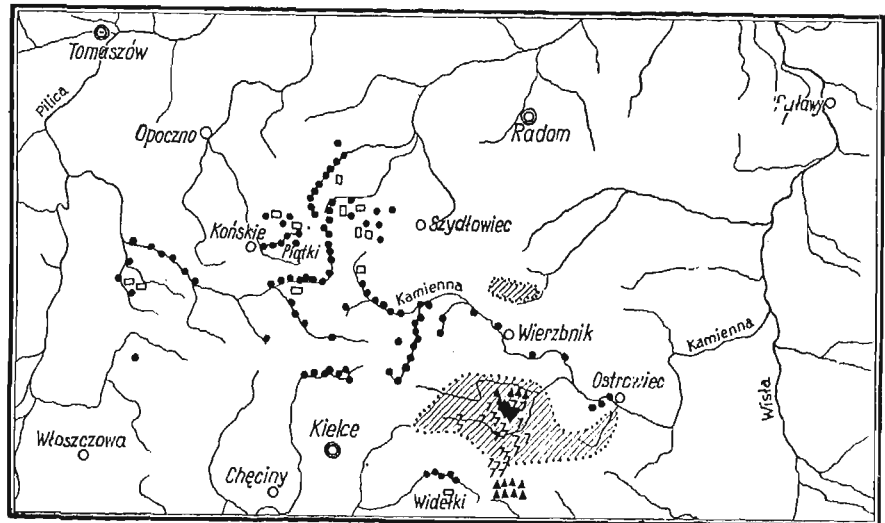 Tomaszów
Pilica
Opoczno
Radom
Puławy
Końskie
Piątki
Szydłowiec
Kamienna
Wierzbnik
Kamienna
Wisła
Ostrowiec
Włoszczowa
Kielce
Chęciny
Widełki